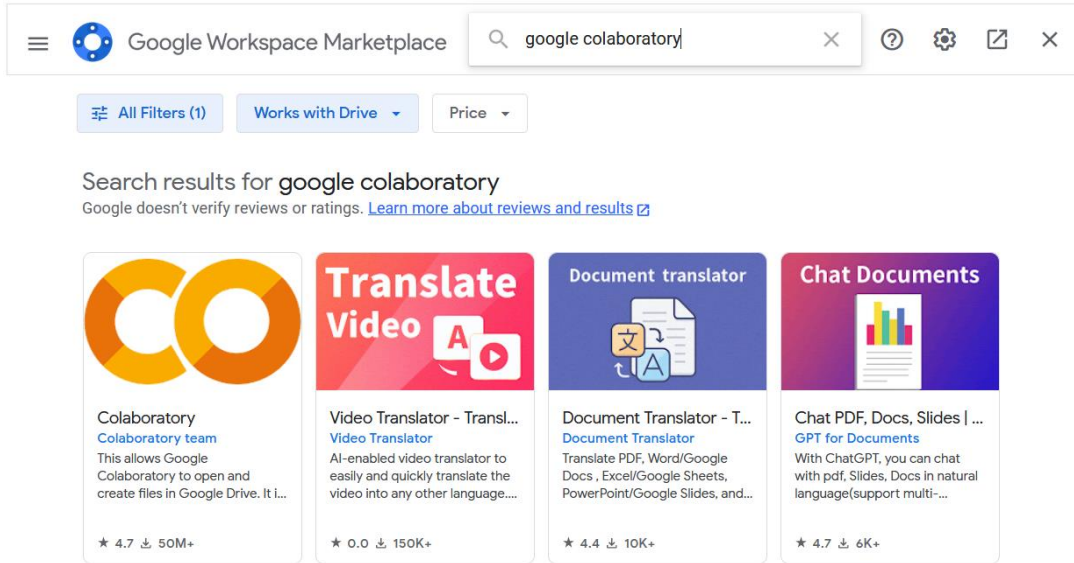 Google Workspace Marketplace
google colaboratory
All Filters (1)
Works with Drive
Price
Search results for google colaboratory
Google doesn't verify reviews or ratings. Learn more about reviews and results
Colaboratory
Colaboratory team
This allows Google
Colaboratory to open and
create files in Google Drive. It i...
4.7
50M+
Translate
Video
A
Video Translator - Transl...
Video Translator
AI-enabled video translator to
easily and quickly translate the
video into any other language....
0.0
150K+
Document translator
文
A
Document Translator - T...
Document Translator
Translate PDF, Word/Google
Docs , Excel/Google Sheets,
PowerPoint/Google Slides, and...
4.4
10K+
Chat Documents
Chat PDF, Docs, Slides | ...
GPT for Documents
With ChatGPT, you can chat
with pdf, Slides, Docs in natural
language(support multi-...
4.7
6K+